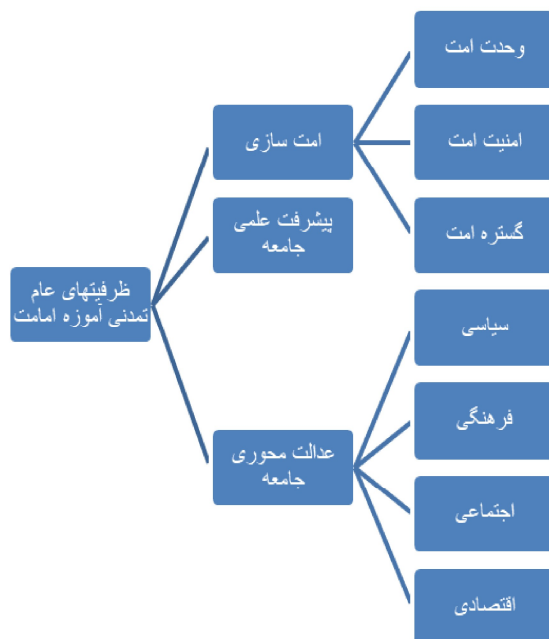 وحدت امت
امت سازی
امنیت امت
پیشرفت علمی
جامعه
گستره امت
ظرفیتهای عام
تمدنی آموزه امامت
سیاسی
فرهنگی
عدالت محوری
جامعه
اجتماعی
اقتصادی